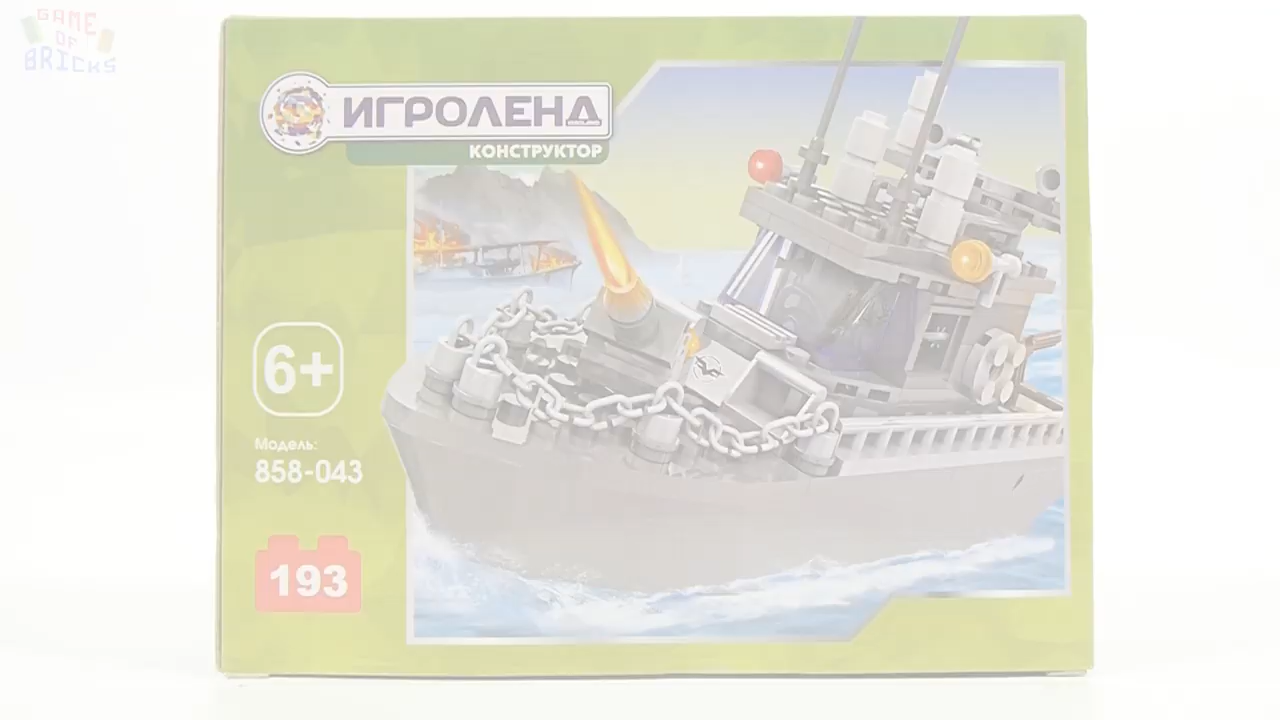 GAME
OF
BRICKS
ИГРОЛЕНД
КОНСТРУКТОР
6+
Модель:
858-043
193